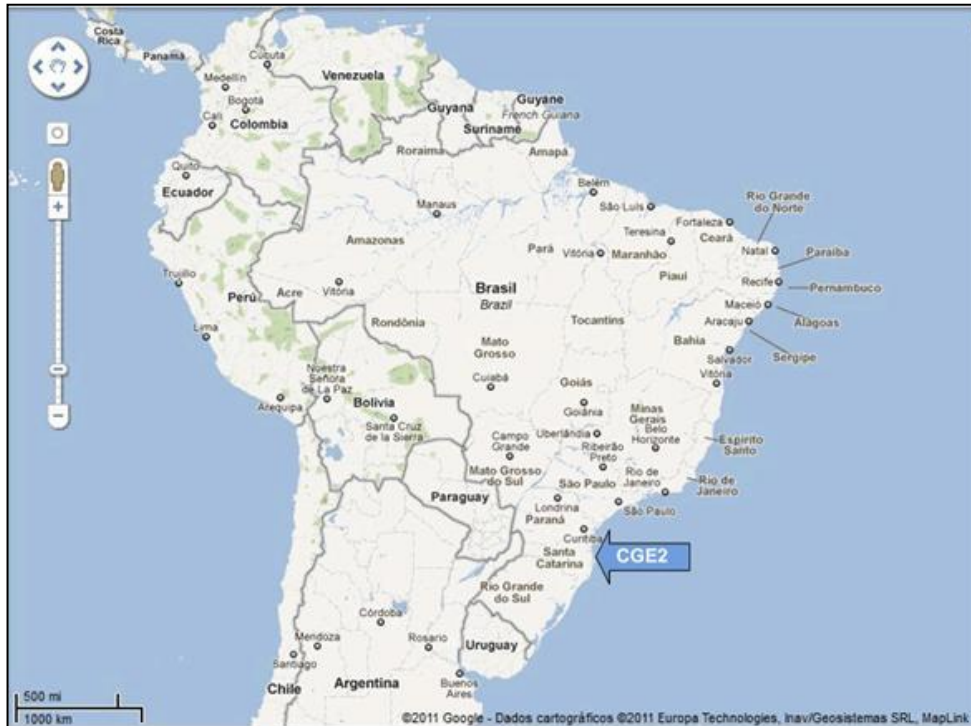 Costa
Rica
Panamá
Cúcuta
Medellín
Venezuela
Bogotá
Guyana
Guyane
French Guiana
Cali
Colombia
Suriname
Roraima
Amapá
Quito
Ecuador
Belém
Rio Grande
do Norte
Manaus
São Luís
Fortaleza
Teresina
Ceará
Amazonas
Pará
Vitória
Maranhão
Natal
Paraíba
Piauí
Trujillo
Perú
Acre
Vitória
Brasil
Brazil
Recife
Pernambuco
Maceió
Alagoas
Lima
Rondônia
Tocantins
Aracaju
Bahia
Sergipe
Mato
Grosso
Salvador
Nuestra
Señora
de La Paz
Cuiabá
Goiás
Vitória
Arequipa
Bolivia
Goiânia
Minas
Gerais
Santa Cruz
de la Sierra
Campo
Grande
Uberlândia
Belo
Horizonte
Espírito
Santo
Ribeirão
Preto
Mato Grosso
do Sul
São Paulo
Rio de
Janeiro
Rio de
Janeiro
Paraguay
Londrina
Paraná
São Paulo
Curitiba
Santa
Catarina
CGE2
Rio Grande
do Sul
Córdoba
Mendoza
Rosario
Uruguay
Santiago
Chile
Argentina
Buenos
Aires
500 mi
1000 km
©2011 Google - Dados cartográficos ©2011 Europa Technologies, Inav/Geosistemas SRL, MapLink